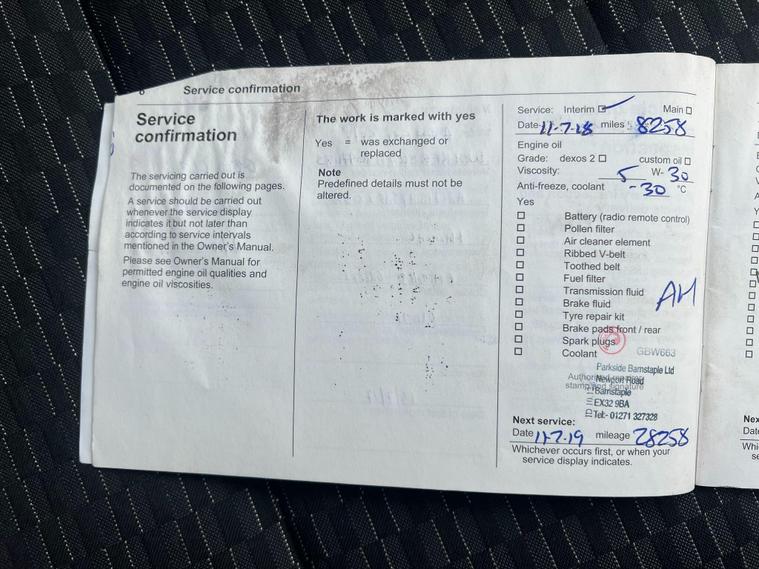 Service confirmation
Service
confirmation
The servicing carried out is
documented on the following pages.
A service should be carried out
whenever the service display
indicates it but not later than
according to service intervals
mentioned in the Owner's Manual.
Please see Owner's Manual for
permitted engine oil qualities and
engine oil viscosities.
The work is marked with yes
Yes = was exchanged or
replaced
Note
Predefined details must not be
altered.
Service: Interim ☑ Main ☐
Date 11-7-18 miles 8258
Engine oil
Grade: dexos 2 ☐ custom oil ☐
Viscosity: 5 W- 30
Anti-freeze, coolant -30 °C
Yes
☐ Battery (radio remote control)
☐ Pollen filter
☐ Air cleaner element
☐ Ribbed V-belt
☐ Toothed belt
☐ Fuel filter
☐ Transmission fluid
☐ Brake fluid
☐ Tyre repair kit
☐ Brake pads front / rear
☐ Spark plugs
☐ Coolant
AH
GBW663
Parkside Barnstaple Ltd
Newport Road
Barnstaple
EX32 9BA
Tel:- 01271 327328
stamp and signature
Next service:
Date 11-7-19 mileage 28258
Whichever occurs first, or when your
service display indicates.